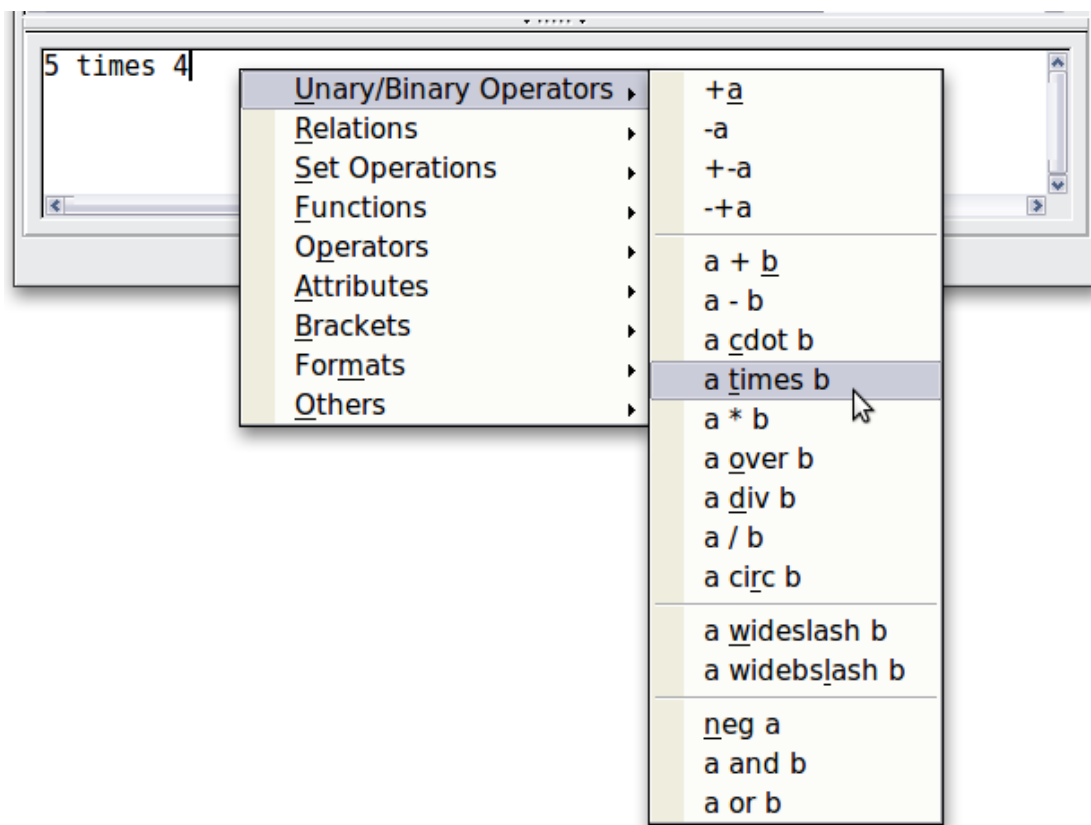 5 times 4
Unary/Binary Operators
Relations
Set Operations
Functions
Operators
Attributes
Brackets
Formats
Others
+a
-a
+-a
-+a
a + b
a - b
a cdot b
a times b
a * b
a over b
a div b
a / b
a circ b
a wideslash b
a widebslash b
neg a
a and b
a or b